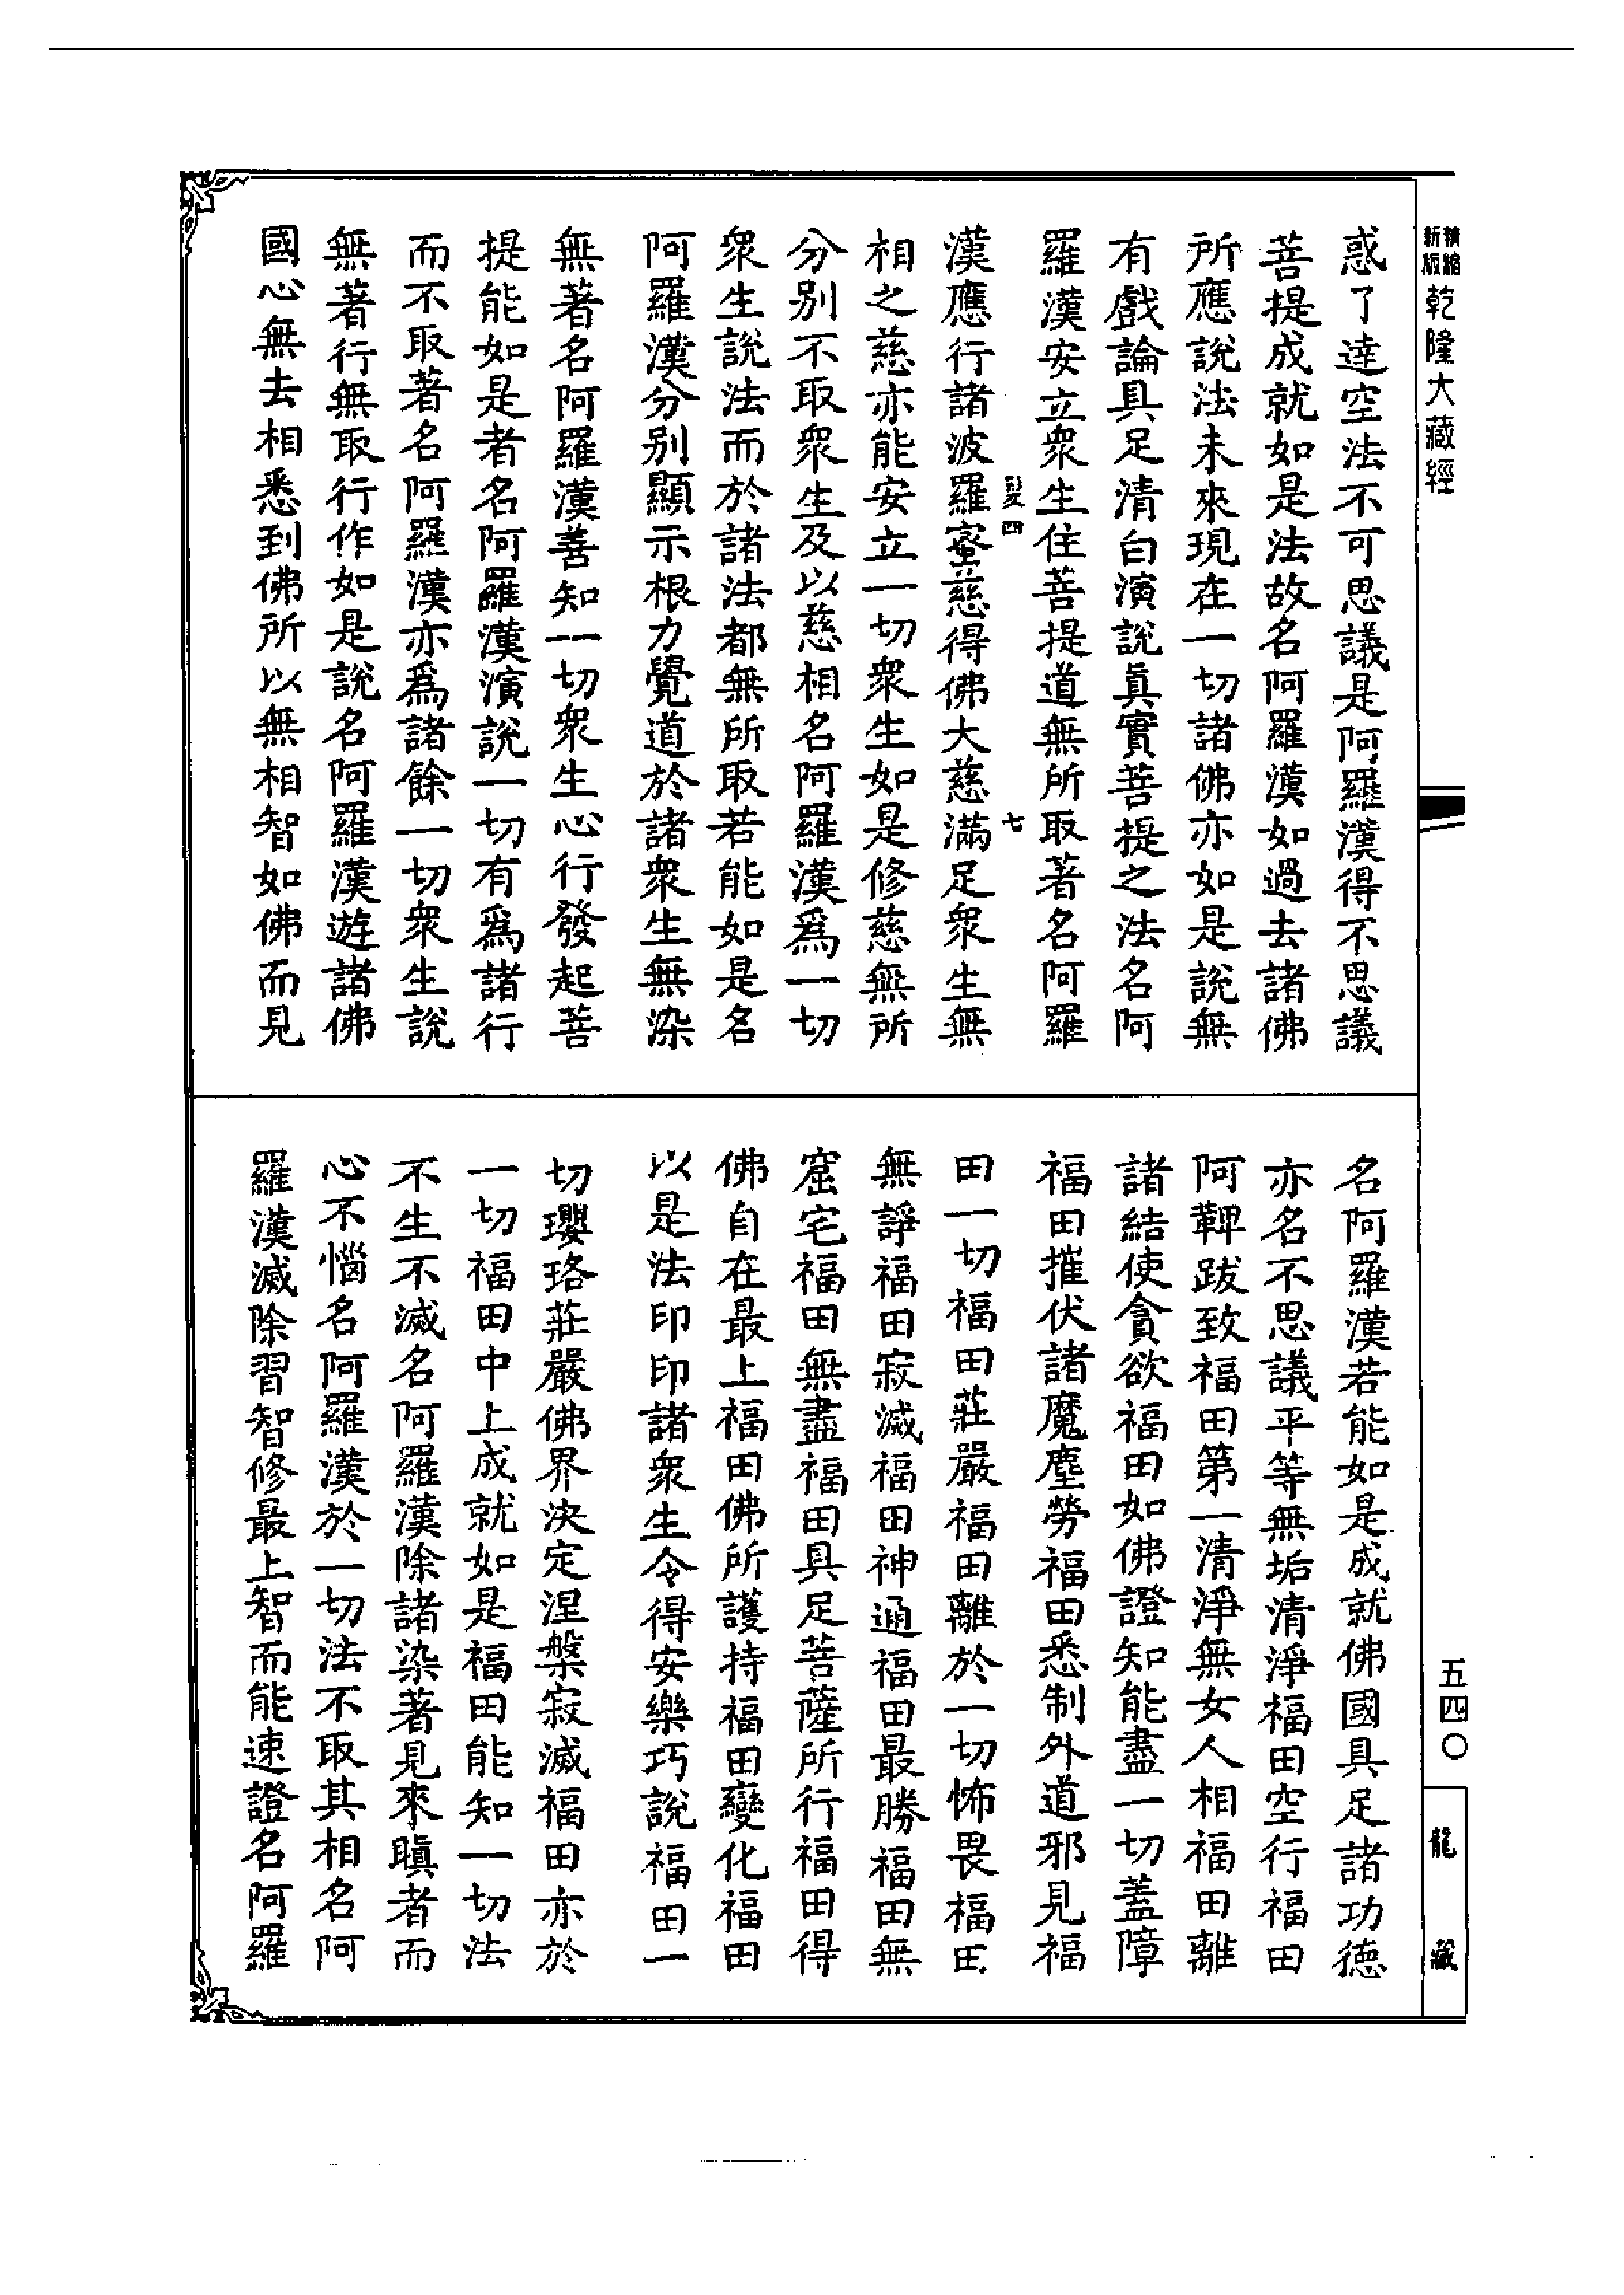 新版精縮乾隆大藏經
惑了達空法不可思議是阿羅漢得不思議
菩提成就如是法故名阿羅漢如過去諸佛
所應說法未來現在一切諸佛亦如是說無
有戲論具足清白演說真實菩提之法名阿
羅漢安立眾生住菩提道無所取著名阿羅
四 七
漢應行諸波羅蜜慈得佛大慈滿足眾生無
相之慈亦能安立一切眾生如是修慈無所
分別不取眾生及以慈相名阿羅漢為一切
眾生說法而於諸法都無所取若能如是名
阿羅漢分別顯示根力覺道於諸眾生無染
無著名阿羅漢善知一切眾生心行發起菩
提能如是者名阿羅漢演說一切有為諸行
而不取著名阿羅漢亦為諸餘一切眾生說
無著行無取行作如是說名阿羅漢遊諸佛
國心無去相悉到佛所以無相智如佛而見
名阿羅漢若能如是成就佛國具足諸功德
亦名不思議平等無垢清淨福田空行福田
阿鞞跋致福田第一清淨無女人相福田離
諸結使貪欲福田如佛證知能盡一切蓋障
福田摧伏諸魔塵勞福田悉制外道邪見福
田一切福田莊嚴福田離於一切怖畏福田
無諍福田寂滅福田神通福田最勝福田無
窟宅福田無盡福田具足菩薩所行福田得
佛自在最上福田佛所護持福田變化福田
以是法印印諸眾生令得安樂巧說福田一
切瓔珞莊嚴佛界決定涅槃寂滅福田亦於
一切福田中上成就如是福田能知一切法
不生不滅名阿羅漢除諸染著見來瞋者而
心不惱名阿羅漢於一切法不取其相名阿
羅漢滅除習智修最上智而能速證名阿羅
五四〇
龍藏